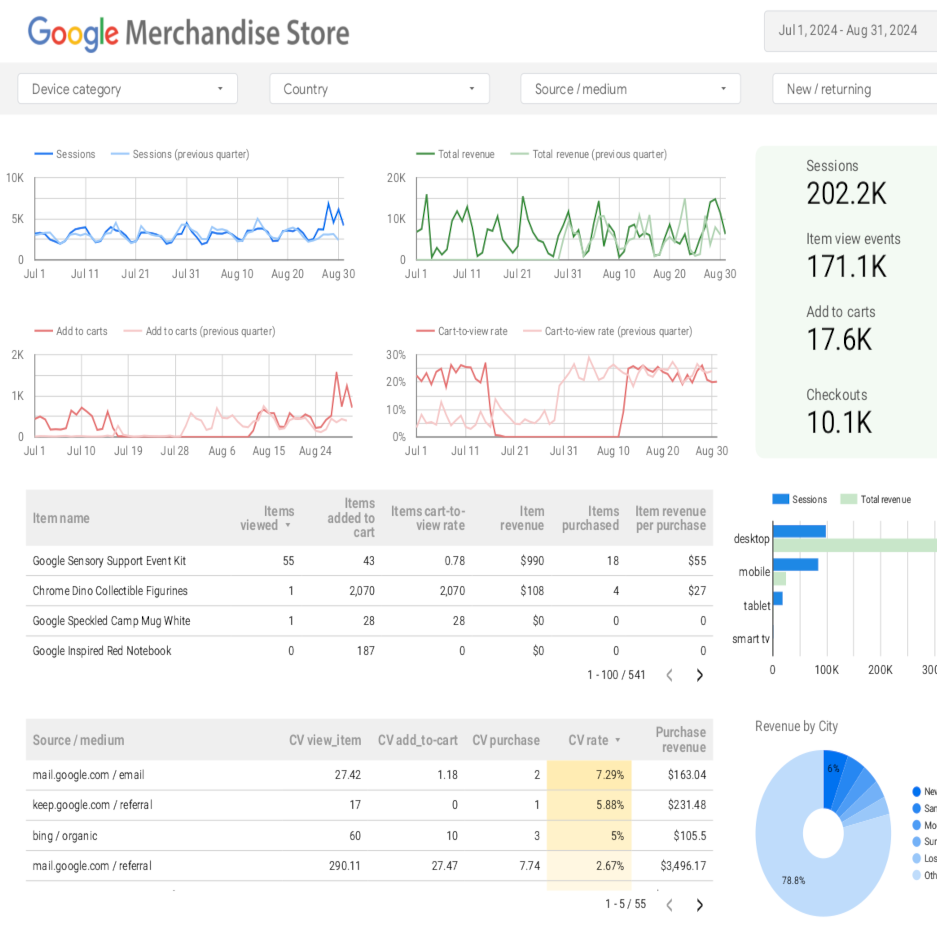 Google Merchandise Store
Jul 1, 2024 - Aug 31, 2024
Device category
Country
Source / medium
New / returning
Sessions
Sessions (previous quarter)
10K
5K
0
Jul 1 Jul 11 Jul 21 Jul 31 Aug 10 Aug 20 Aug 30
Total revenue
Total revenue (previous quarter)
20K
10K
0
Jul 1 Jul 11 Jul 21 Jul 31 Aug 10 Aug 20 Aug 30
Sessions
202.2K
Item view events
171.1K
Add to carts
17.6K
Checkouts
10.1K
Add to carts
Add to carts (previous quarter)
2K
1K
0
Jul 1 Jul 10 Jul 19 Jul 28 Aug 6 Aug 15 Aug 24
Cart-to-view rate
Cart-to-view rate (previous quarter)
30%
20%
10%
0%
Jul 1 Jul 11 Jul 21 Jul 31 Aug 10 Aug 20 Aug 30
Item name Items viewed Items added to cart Items cart-to-view rate Item revenue Items purchased Item revenue per purchase
Google Sensory Support Event Kit 55 43 0.78 $990 18 $55
Chrome Dino Collectible Figurines 1 2,070 2,070 $108 4 $27
Google Speckled Camp Mug White 1 28 28 $0 0 0
Google Inspired Red Notebook 0 187 0 $0 0 0
1 - 100 / 541
Sessions
Total revenue
desktop
mobile
tablet
smart tv
0 100K 200K 300
Source / medium CV view_item CV add_to-cart CV purchase CV rate Purchase revenue
mail.google.com / email 27.42 1.18 2 7.29% $163.04
keep.google.com / referral 17 0 1 5.88% $231.48
bing / organic 60 10 3 5% $105.5
mail.google.com / referral 290.11 27.47 7.74 2.67% $3,496.17
1 - 5 / 55
Revenue by City
6%
78.8%
New
San
Mo
Sun
Los
Oth